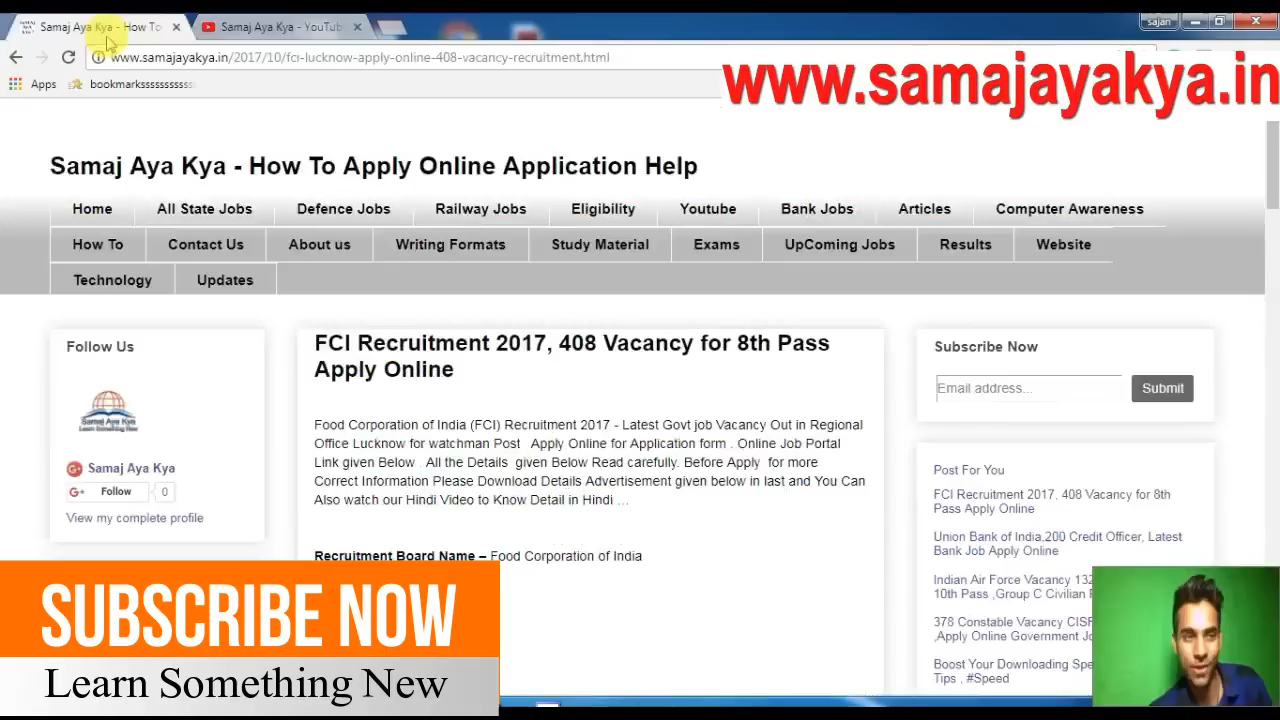 Samaj Aya Kya - How To
Samaj Aya Kya - YouTub
sajan
www.samajayakya.in/2017/10/fci-lucknow-apply-online-408-vacancy-recruitment.html
Apps bookmarksssssssss
www.samajayakya.in
Samaj Aya Kya - How To Apply Online Application Help
Home All State Jobs Defence Jobs Railway Jobs Eligibility Youtube Bank Jobs Articles Computer Awareness
How To Contact Us About us Writing Formats Study Material Exams UpComing Jobs Results Website
Technology Updates
Follow Us
Samaj Aya Kya
Learn Something New
Samaj Aya Kya
G+ Follow 0
View my complete profile
FCI Recruitment 2017, 408 Vacancy for 8th Pass
Apply Online
Food Corporation of India (FCI) Recruitment 2017 - Latest Govt job Vacancy Out in Regional
Office Lucknow for watchman Post Apply Online for Application form . Online Job Portal
Link given Below . All the Details given Below Read carefully. Before Apply for more
Correct Information Please Download Details Advertisement given below in last and You Can
Also watch our Hindi Video to Know Detail in Hindi ...
Recruitment Board Name – Food Corporation of India
Subscribe Now
Email address...
Submit
Post For You
FCI Recruitment 2017, 408 Vacancy for 8th
Pass Apply Online
Union Bank of India,200 Credit Officer, Latest
Bank Job Apply Online
Indian Air Force Vacancy 132
10th Pass ,Group C Civilian
378 Constable Vacancy CISF
,Apply Online Government Jo
Boost Your Downloading Spe
Tips , #Speed
SUBSCRIBE NOW
Learn Something New